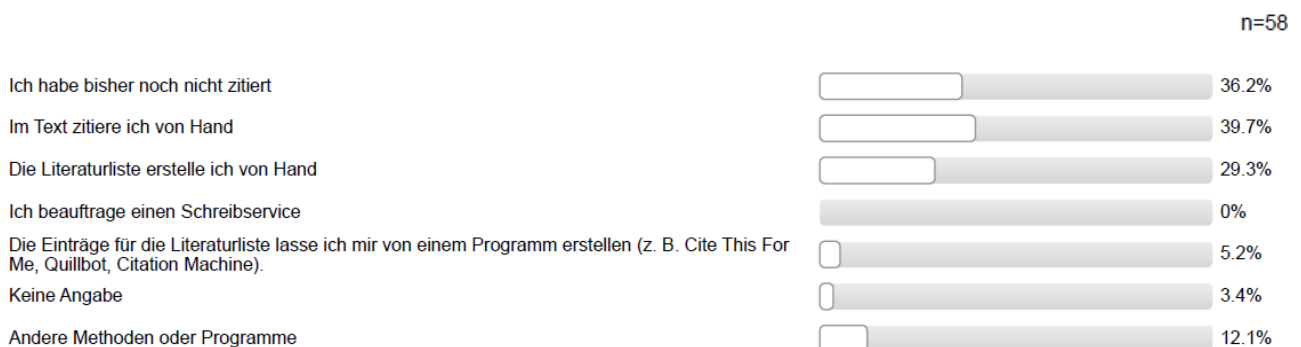 n=58
Ich habe bisher noch nicht zitiert 36.2%
Im Text zitiere ich von Hand 39.7%
Die Literaturliste erstelle ich von Hand 29.3%
Ich beauftrage einen Schreibservice 0%
Die Einträge für die Literaturliste lasse ich mir von einem Programm erstellen (z. B. Cite This For
Me, Quillbot, Citation Machine). 5.2%
Keine Angabe 3.4%
Andere Methoden oder Programme 12.1%